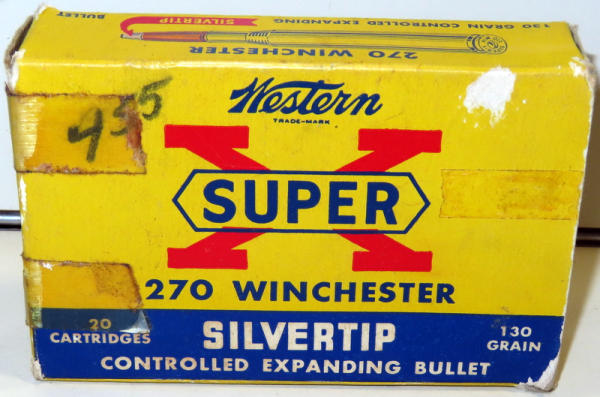 130 GRAIN CONTROLLED EXPANDING
SILVERTIP
BULLET
270 WINCHESTER
455
Western
TRADE-MARK
X
SUPER
270 WINCHESTER
20
CARTRIDGES
SILVERTIP
130
GRAIN
CONTROLLED EXPANDING BULLET